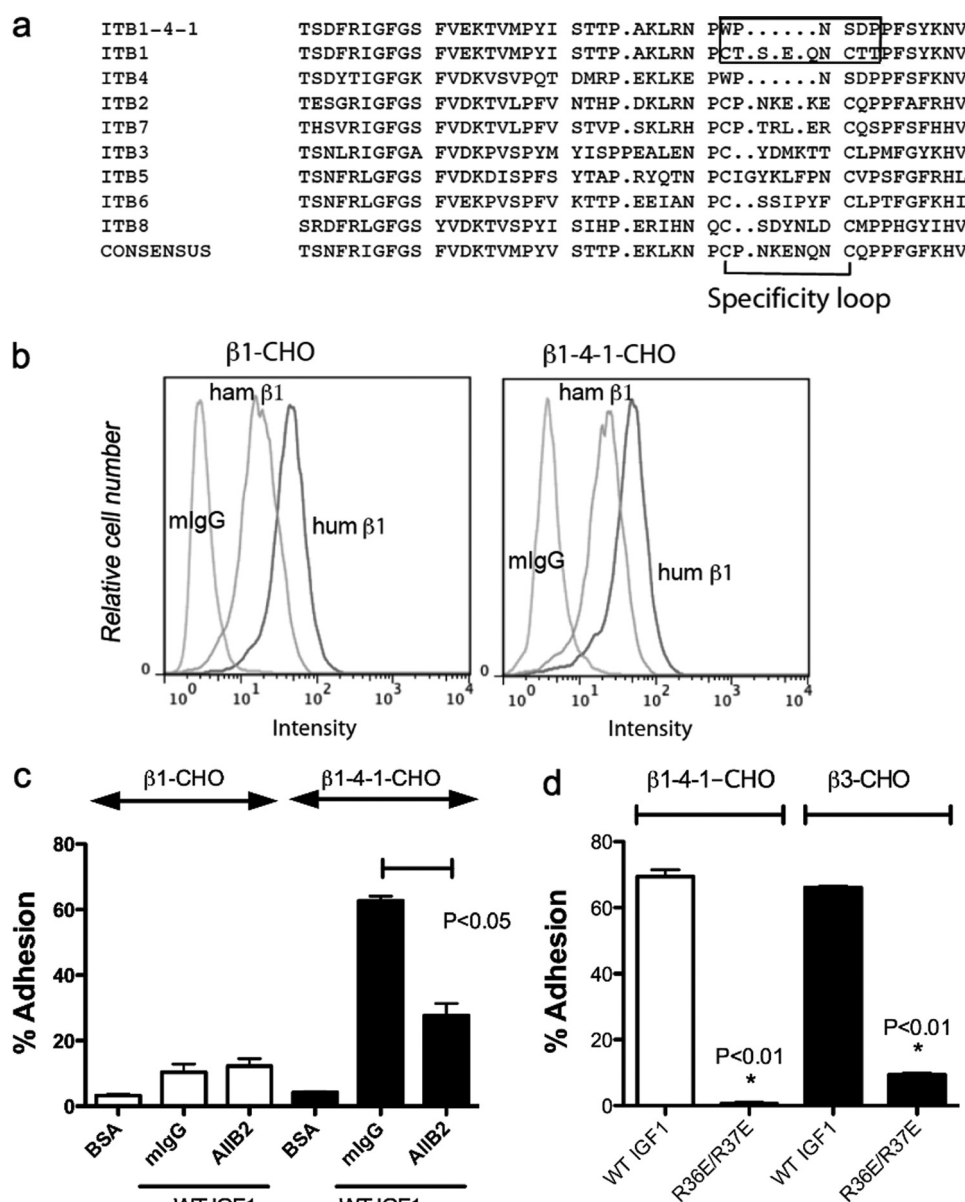 a
ITB1-4-1 TSDFRIGFGS FVEKTVMPYI STTP.AKLRN PWP......N SDPPFSYKNV
ITB1 TSDFRIGFGS FVEKTVMPYI STTP.AKLRN PCT.S.E.QN CTTPFSYKNV
ITB4 TSDYTIGFGK FVDKVSVPQT DMRP.EKLKE PWP......N SDPPFSFKNV
ITB2 TESGRIGFGS FVDKTVLPFV NTHP.DKLRN PCP.NKE.KE CQPPFAFRHV
ITB7 THSVRIGFGS FVDKTVLPFV STVP.SKLRH PCP.TRL.ER CQSPFSFHHV
ITB3 TSNLRIGFGA FVDKPVSPYM YISPPEALEN PC..YDMKTT CLPMFGYKHV
ITB5 TSNFRLGFGS FVDKDISPFS YTAP.RYQTN PCIGYKLFPN CVPSFGFRHL
ITB6 TSNFRLGFGS FVEKPVSPFV KTTP.EEIANP C..SSIPYF CLPTFGFKHI
ITB8 SRDFRLGFGS YVDKTVSPYI SIHP.ERIHN QC..SDYNLD CMPPHGYIHV
CONSENSUS TSNFRIGFGS FVDKTVMPYV STTP.EKLKN PCP.NKENQN CQPPFGFKHV
Specificity loop
b
β1-CHO β1-4-1-CHO
ham β1 ham β1
mIgG hum β1 mIgG hum β1
Relative cell number
0 0
10⁰ 10¹ 10² 10³ 10⁴ 10⁰ 10¹ 10² 10³ 10⁴
Intensity Intensity
c
β1-CHO β1-4-1-CHO
% Adhesion
80
60
40
20
0
P<0.05
BSA mIgG AIIB2 BSA mIgG AIIB2
WT IGF1 WT IGF1
d
β1-4-1-CHO β3-CHO
% Adhesion
80
60
40
20
0
P<0.01 P<0.01
* *
WT IGF1 R36E/R37E WT IGF1 R36E/R37E